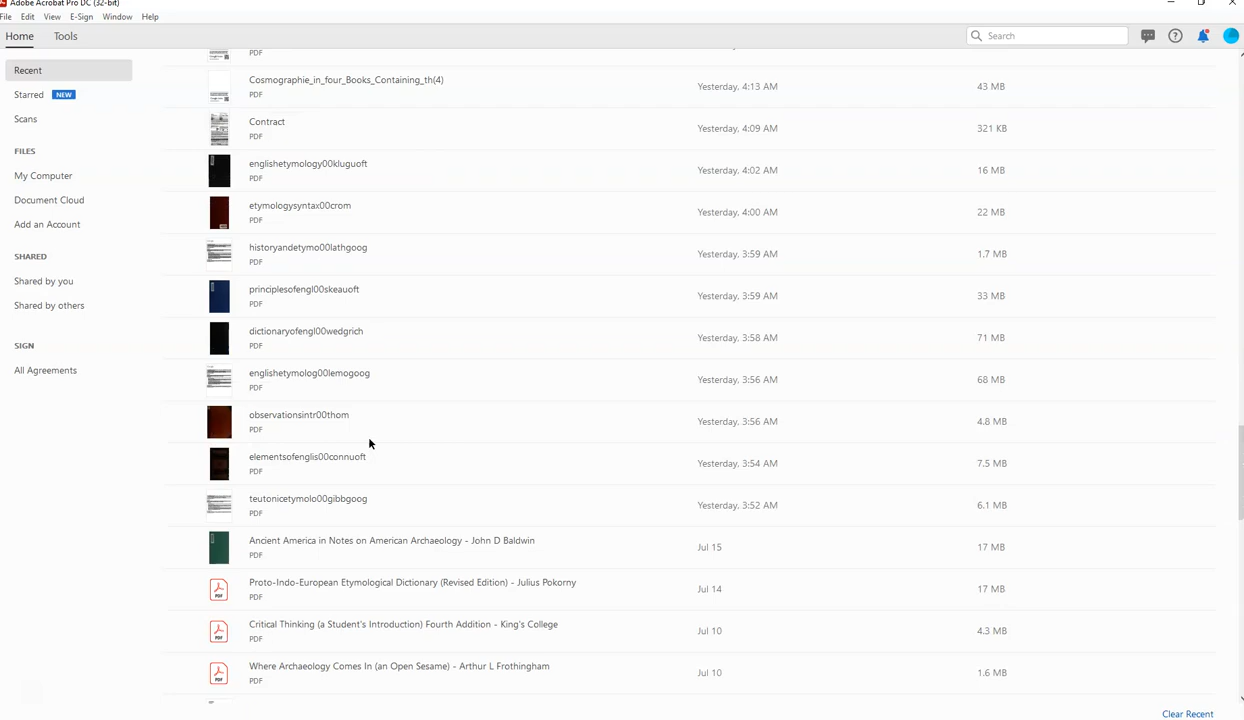 Adobe Acrobat Pro DC (32-bit)
File Edit View E-Sign Window Help
Home Tools Search
Recent
Starred NEW
Scans
FILES
My Computer
Document Cloud
Add an Account
SHARED
Shared by you
Shared by others
SIGN
All Agreements
PDF
Cosmographie_in_four_Books_Containing_th(4) Yesterday, 4:13 AM 43 MB
PDF
Contract Yesterday, 4:09 AM 321 KB
PDF
englishetymology00kluguoft Yesterday, 4:02 AM 16 MB
PDF
etymologysyntax00crom Yesterday, 4:00 AM 22 MB
PDF
historyandetymo00lathgoog Yesterday, 3:59 AM 1.7 MB
PDF
principlesofengl00skeauoft Yesterday, 3:59 AM 33 MB
PDF
dictionaryofengl00wedgrich Yesterday, 3:58 AM 71 MB
PDF
englishetymolog00lemogoog Yesterday, 3:56 AM 68 MB
PDF
observationsintr00thom Yesterday, 3:56 AM 4.8 MB
PDF
elementsofenglis00connuoft Yesterday, 3:54 AM 7.5 MB
PDF
teutonicetymolo00gibbgoog Yesterday, 3:52 AM 6.1 MB
PDF
Ancient America in Notes on American Archaeology - John D Baldwin Jul 15 17 MB
PDF
Proto-Indo-European Etymological Dictionary (Revised Edition) - Julius Pokorny Jul 14 17 MB
PDF
Critical Thinking (a Student's Introduction) Fourth Addition - King's College Jul 10 4.3 MB
PDF
Where Archaeology Comes In (an Open Sesame) - Arthur L Frothingham Jul 10 1.6 MB
PDF
Clear Recent